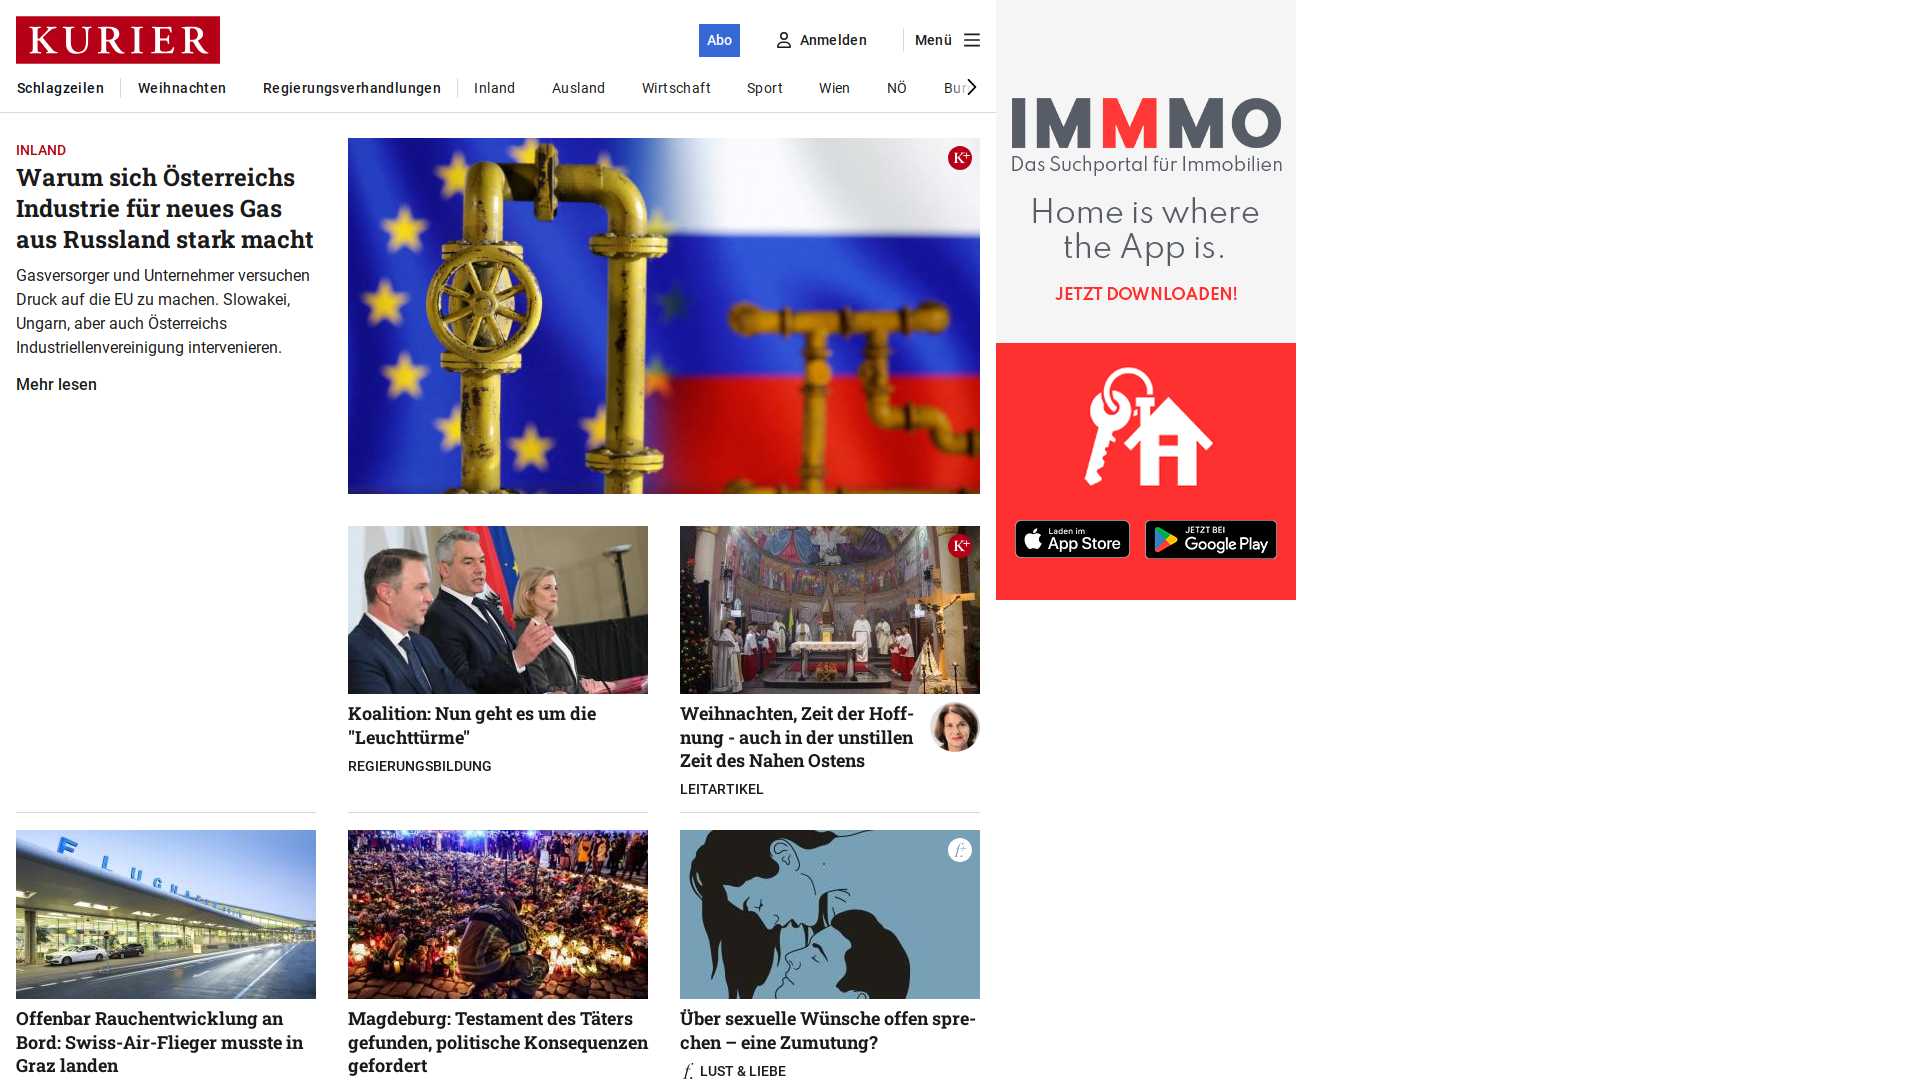 KURIER
Abo
Anmelden
Menü
Schlagzeilen
Weihnachten
Regierungsverhandlungen
Inland
Ausland
Wirtschaft
Sport
Wien
NÖ
INLAND
Warum sich Österreichs
Industrie für neues Gas
aus Russland stark macht
Gasversorger und Unternehmer versuchen
Druck auf die EU zu machen. Slowakei,
Ungarn, aber auch Österreichs
Industriellenvereinigung intervenieren.
Mehr lesen
K+
K+
Koalition: Nun geht es um die
"Leuchttürme"
REGIERUNGSBILDUNG
Weihnachten, Zeit der Hoff-
nung - auch in der unstillen
Zeit des Nahen Ostens
LEITARTIKEL
Offenbar Rauchentwicklung an
Bord: Swiss-Air-Flieger musste in
Graz landen
Magdeburg: Testament des Täters
gefunden, politische Konsequenzen
gefordert
f+
Über sexuelle Wünsche offen spre-
chen – eine Zumutung?
f. LUST & LIEBE
IMMMO
Das Suchportal für Immobilien
Home is where
the App is.
JETZT DOWNLOADEN!
Laden im
App Store
JETZT BEI
Google Play